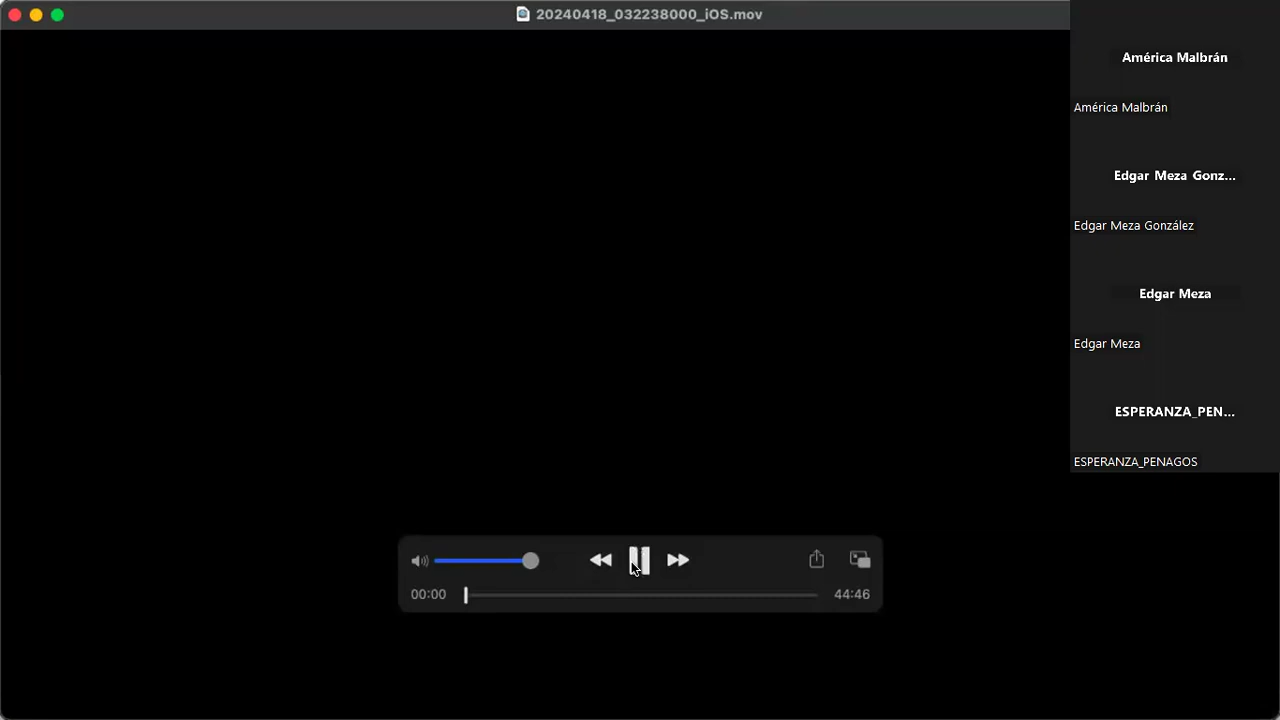 20240418_032238000_iOS.mov
América Malbrán
América Malbrán
Edgar Meza Gonz...
Edgar Meza González
Edgar Meza
Edgar Meza
ESPERANZA_PEN...
ESPERANZA_PENAGOS
00:00
44:46